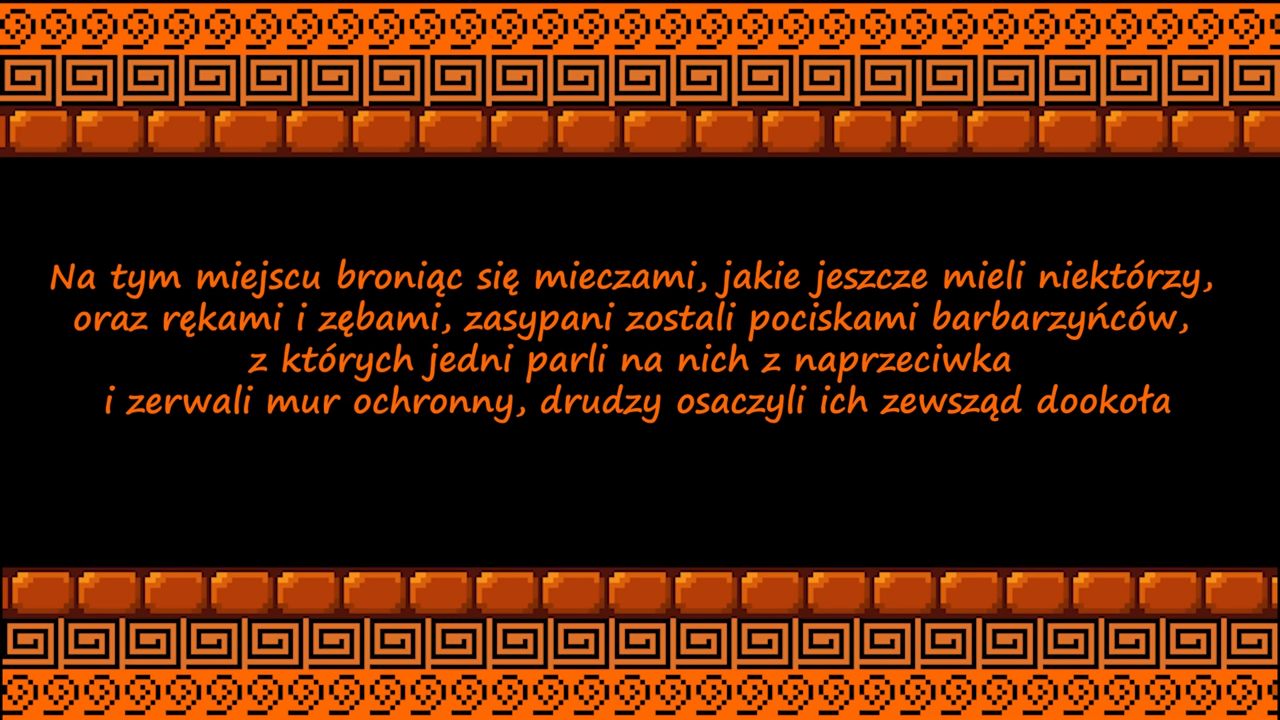 Na tym miejscu broniąc się mieczami, jakie jeszcze mieli niektórzy,
oraz rękami i zębami, zasypani zostali pociskami barbarzyńców,
z których jedni parli na nich z naprzeciwka
i zerwali mur ochronny, drudzy osaczyli ich zewsząd dookoła